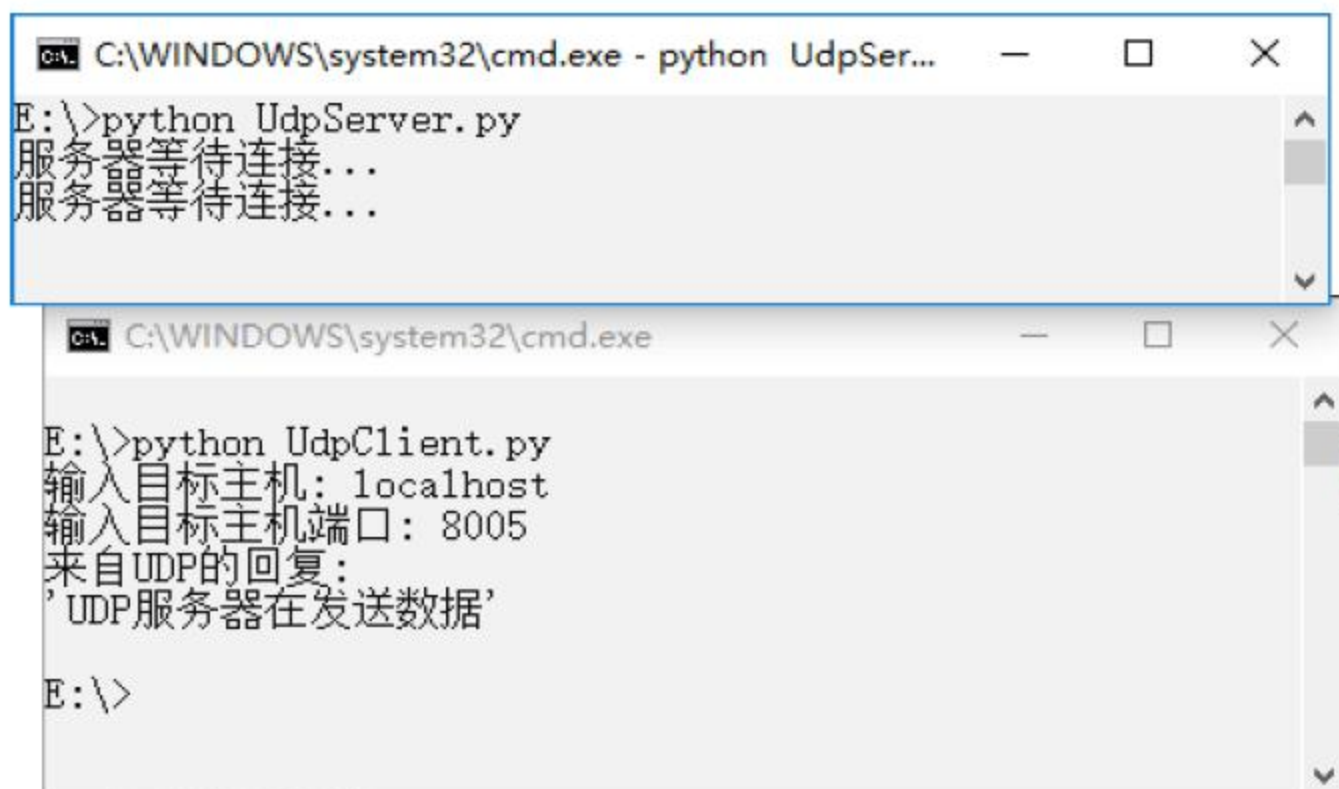 C:\WINDOWS\system32\cmd.exe - python  UdpSer...
E:\>python UdpServer.py
服务器等待连接...
服务器等待连接...
C:\WINDOWS\system32\cmd.exe
E:\>python UdpClient.py
输入目标主机: localhost
输入目标主机端口: 8005
来自UDP的回复:
'UDP服务器在发送数据'
E:\>